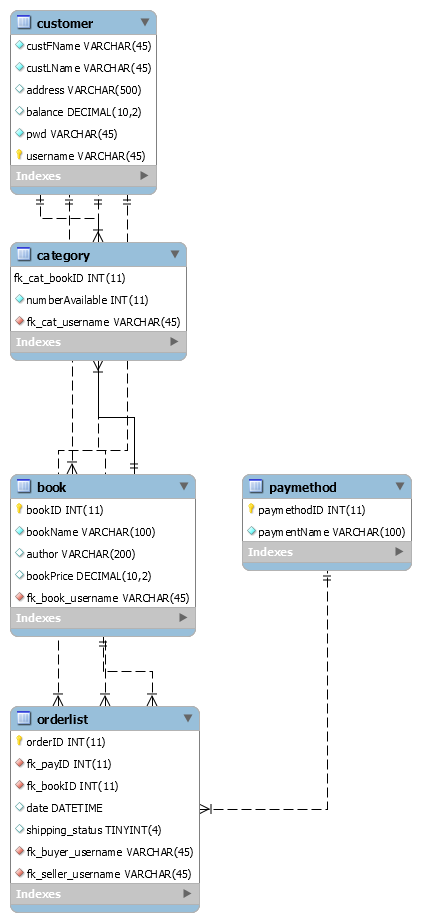 customer
custFName VARCHAR(45)
custLName VARCHAR(45)
address VARCHAR(500)
balance DECIMAL(10,2)
pwd VARCHAR(45)
username VARCHAR(45)
Indexes
category
fk_cat_bookID INT(11)
numberAvailable INT(11)
fk_cat_username VARCHAR(45)
Indexes
book
bookID INT(11)
bookName VARCHAR(100)
author VARCHAR(200)
bookPrice DECIMAL(10,2)
fk_book_username VARCHAR(45)
Indexes
paymethod
paymethodID INT(11)
paymentName VARCHAR(100)
Indexes
orderlist
orderID INT(11)
fk_payID INT(11)
fk_bookID INT(11)
date DATETIME
shipping_status TINYINT(4)
fk_buyer_username VARCHAR(45)
fk_seller_username VARCHAR(45)
Indexes